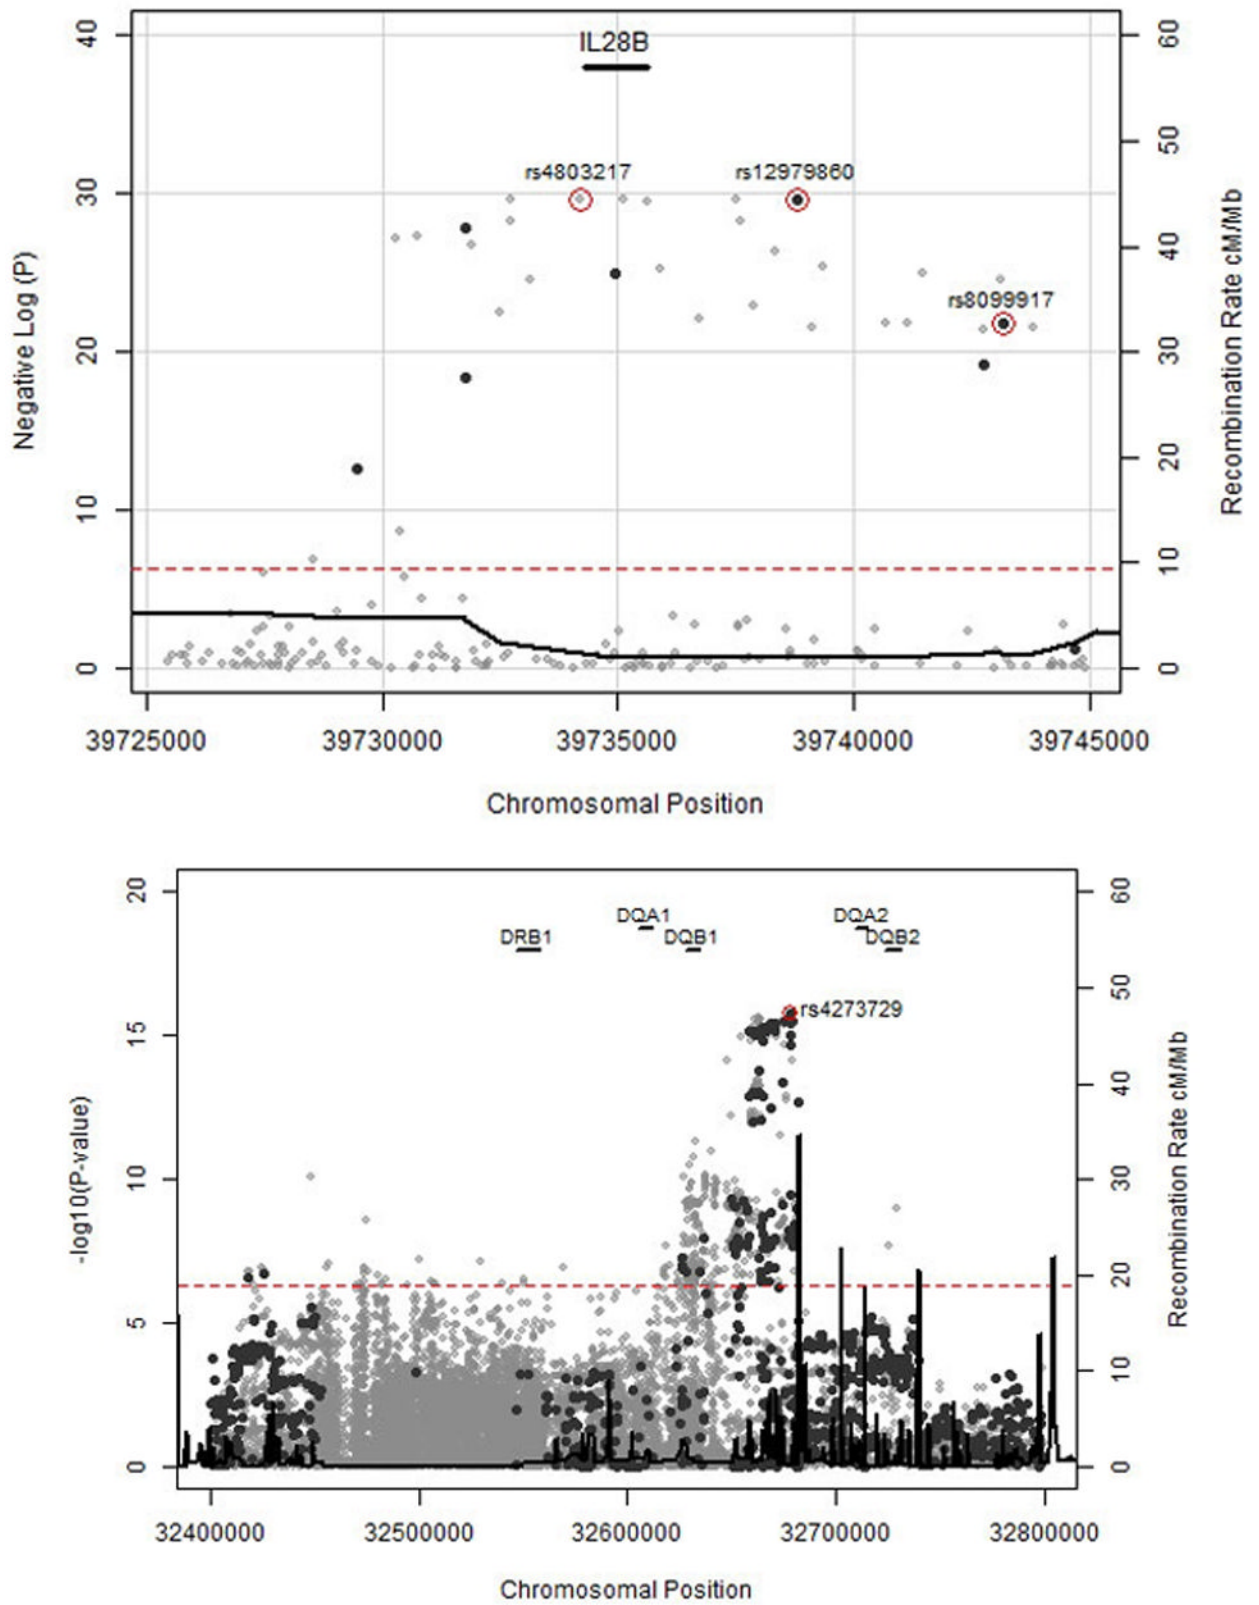 IL28B
rs4803217
rs12979860
rs8099917
40
30
20
10
0
Negative Log (P)
60
50
40
30
20
10
0
Recombination Rate cM/Mb
39725000 39730000 39735000 39740000 39745000
Chromosomal Position
DQA1
DQA2
DRB1
DQB1
DQB2
rs4273729
20
15
10
5
0
-log10(P-value)
60
50
40
30
20
10
0
Recombination Rate cM/Mb
32400000 32500000 32600000 32700000 32800000
Chromosomal Position